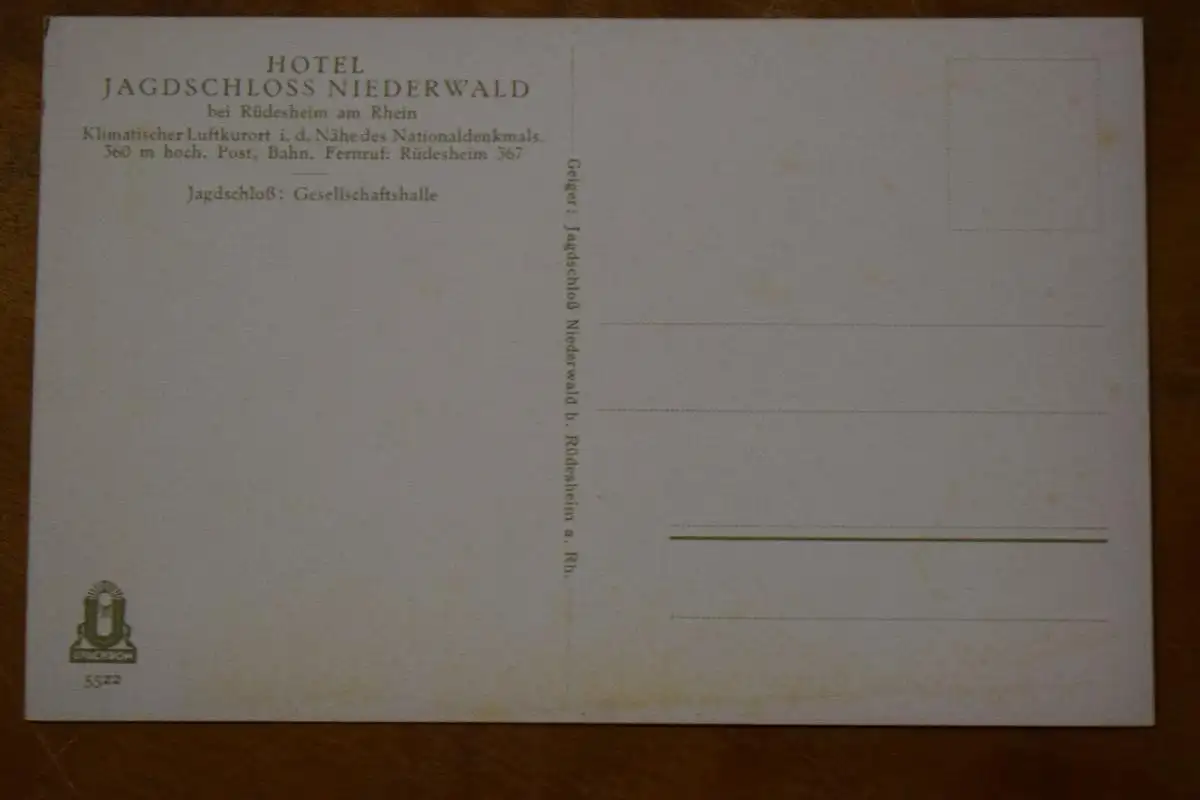 HOTEL
JAGDSCHLOSS NIEDERWALD
bei Rüdesheim am Rhein
Klimatischer Luftkurort i. d. Nähe des Nationaldenkmals.
360 m hoch. Post, Bahn. Fernruf: Rüdesheim 367
Jagdschloß: Gesellschaftshalle
Geiger: Jagdschloß Niederwald b. Rüdesheim a. Rh.
U
5522